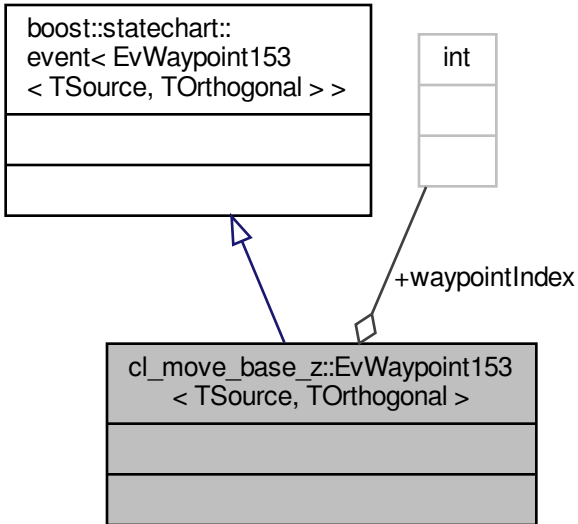 boost::statechart::
event< EvWaypoint153
< TSource, TOrthogonal > >
int
+waypointIndex
cl_move_base_z::EvWaypoint153
< TSource, TOrthogonal >